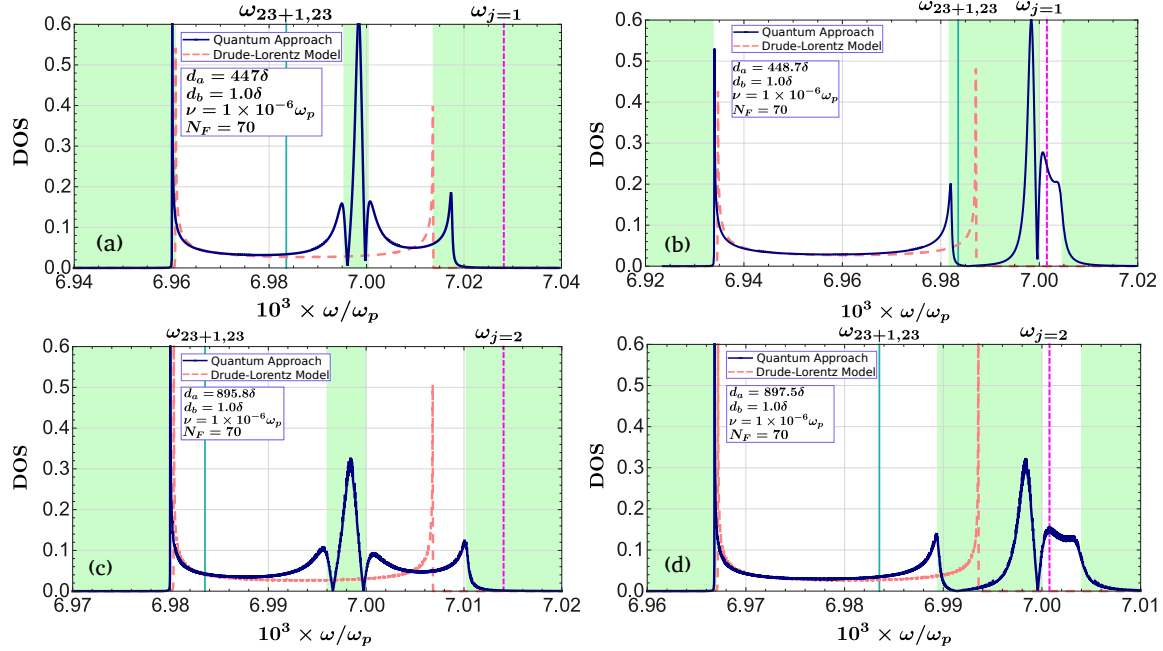 ω23+1,23 ωj=1
0.6
0.5
0.4
0.3
0.2
0.1
0.0
DOS
Quantum Approach
Drude-Lorentz Model
da = 447δ
db = 1.0δ
ν = 1 × 10−6ωp
NF = 70
(a)
6.94 6.96 6.98 7.00 7.02 7.04
10³ × ω/ωp
ω23+1,23 ωj=1
0.6
0.5
0.4
0.3
0.2
0.1
0.0
DOS
Quantum Approach
Drude-Lorentz Model
da = 448.7δ
db = 1.0δ
ν = 1 × 10−6ωp
NF = 70
(b)
6.92 6.94 6.96 6.98 7.00 7.02
10³ × ω/ωp
ω23+1,23 ωj=2
0.6
0.5
0.4
0.3
0.2
0.1
0.0
DOS
Quantum Approach
Drude-Lorentz Model
da = 895.8δ
db = 1.0δ
ν = 1 × 10−6ωp
NF = 70
(c)
6.97 6.98 6.99 7.00 7.01 7.02
10³ × ω/ωp
ω23+1,23 ωj=2
0.6
0.5
0.4
0.3
0.2
0.1
0.0
DOS
Quantum Approach
Drude-Lorentz Model
da = 897.5δ
db = 1.0δ
ν = 1 × 10−6ωp
NF = 70
(d)
6.96 6.97 6.98 6.99 7.00 7.01
10³ × ω/ωp